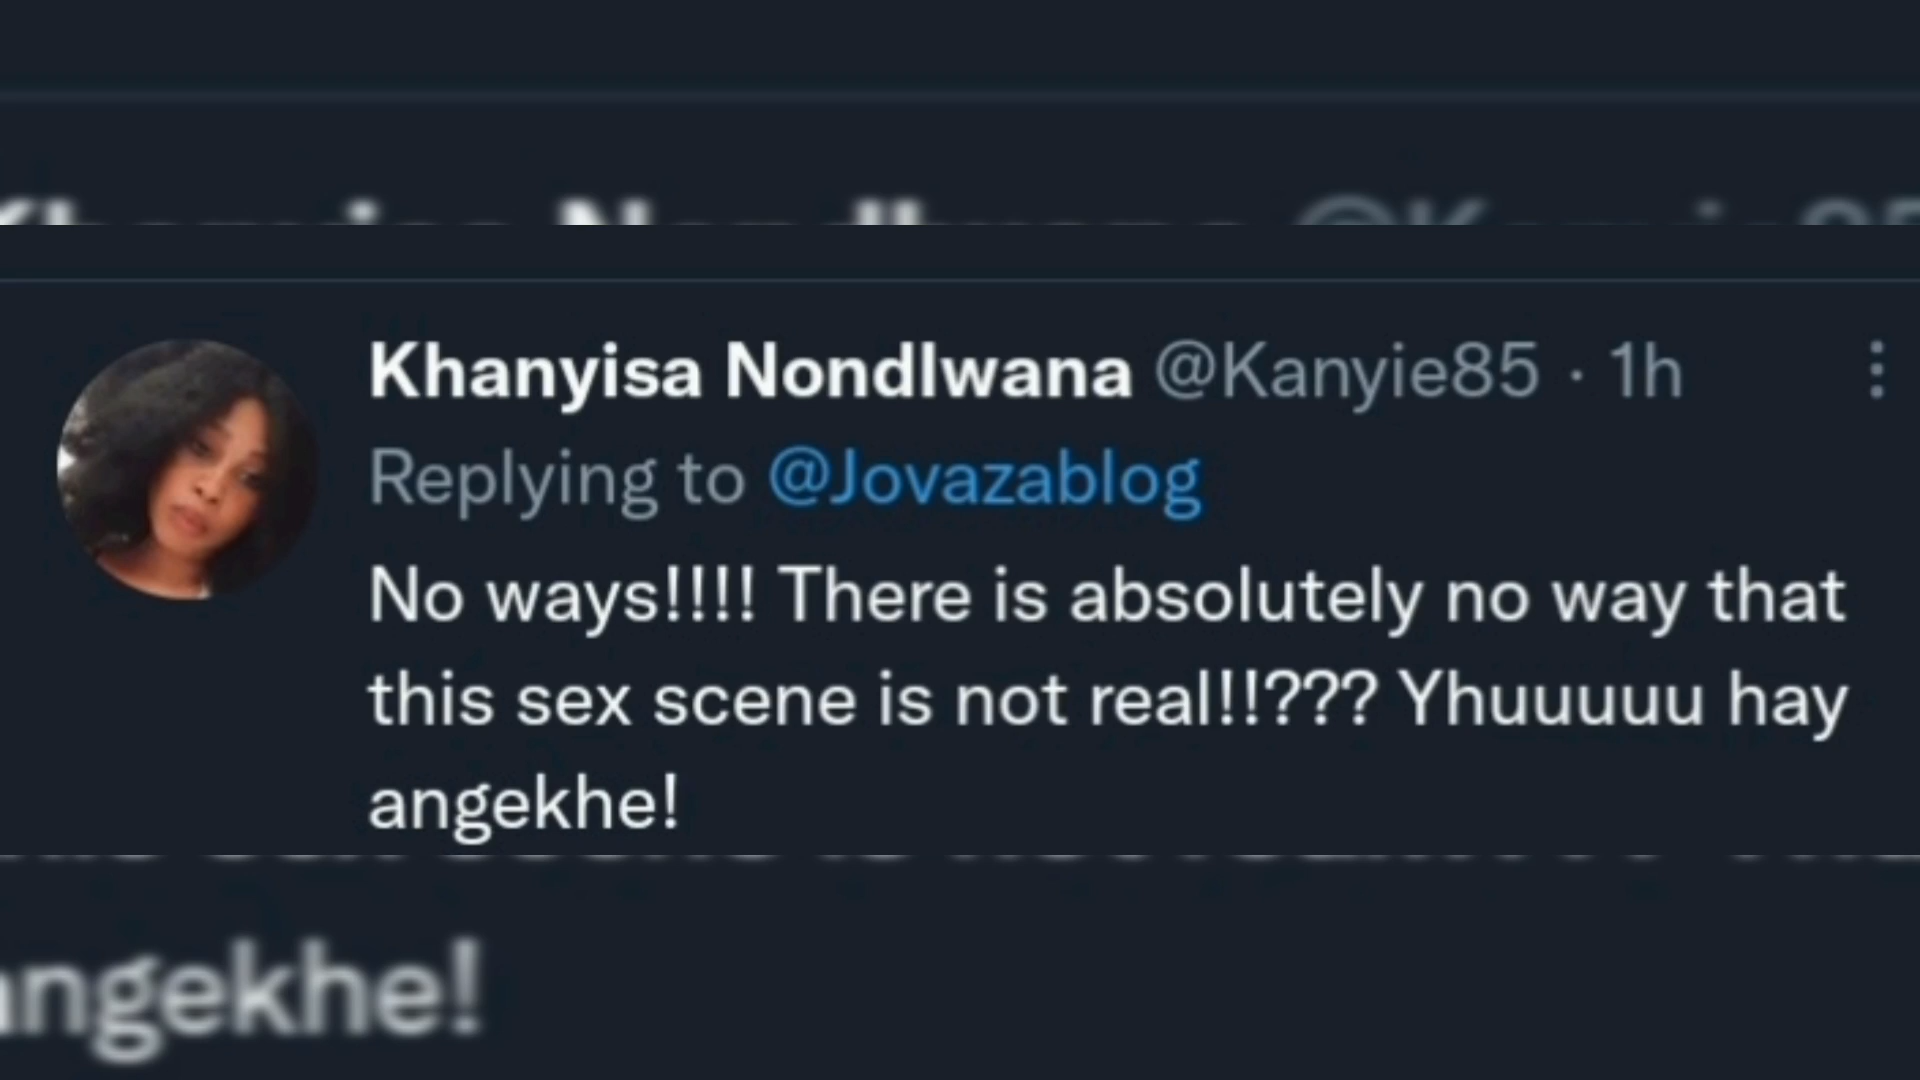 Khanyisa Nondlwana @Kanyie85 · 1h
Replying to @Jovazablog
No ways!!!! There is absolutely no way that
this sex scene is not real!!??? Yhuuuuu hay
angekhe!
angekhe!